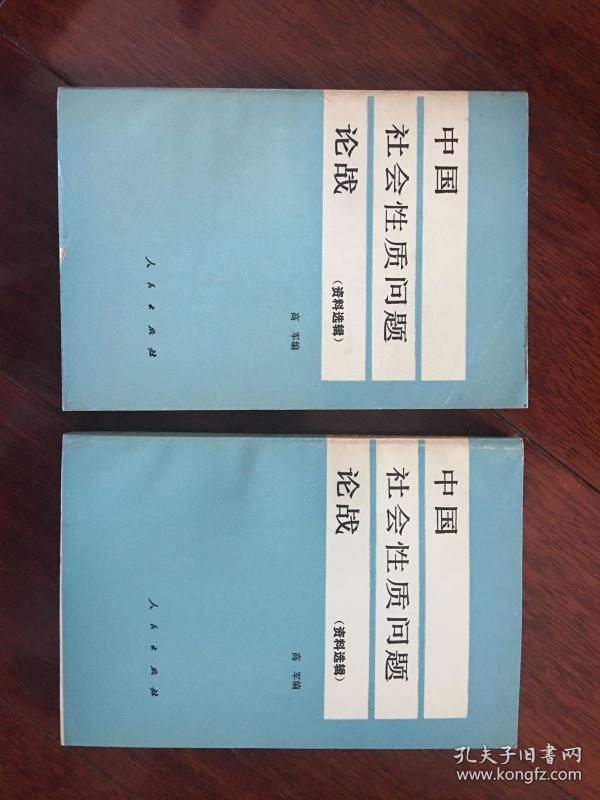 中国
社会性质问题
论战
（资料选辑）
高军编
人民出版社
中国
社会性质问题
论战
（资料选辑）
高军编
人民出版社
孔夫子旧書网
www.kongfz.com